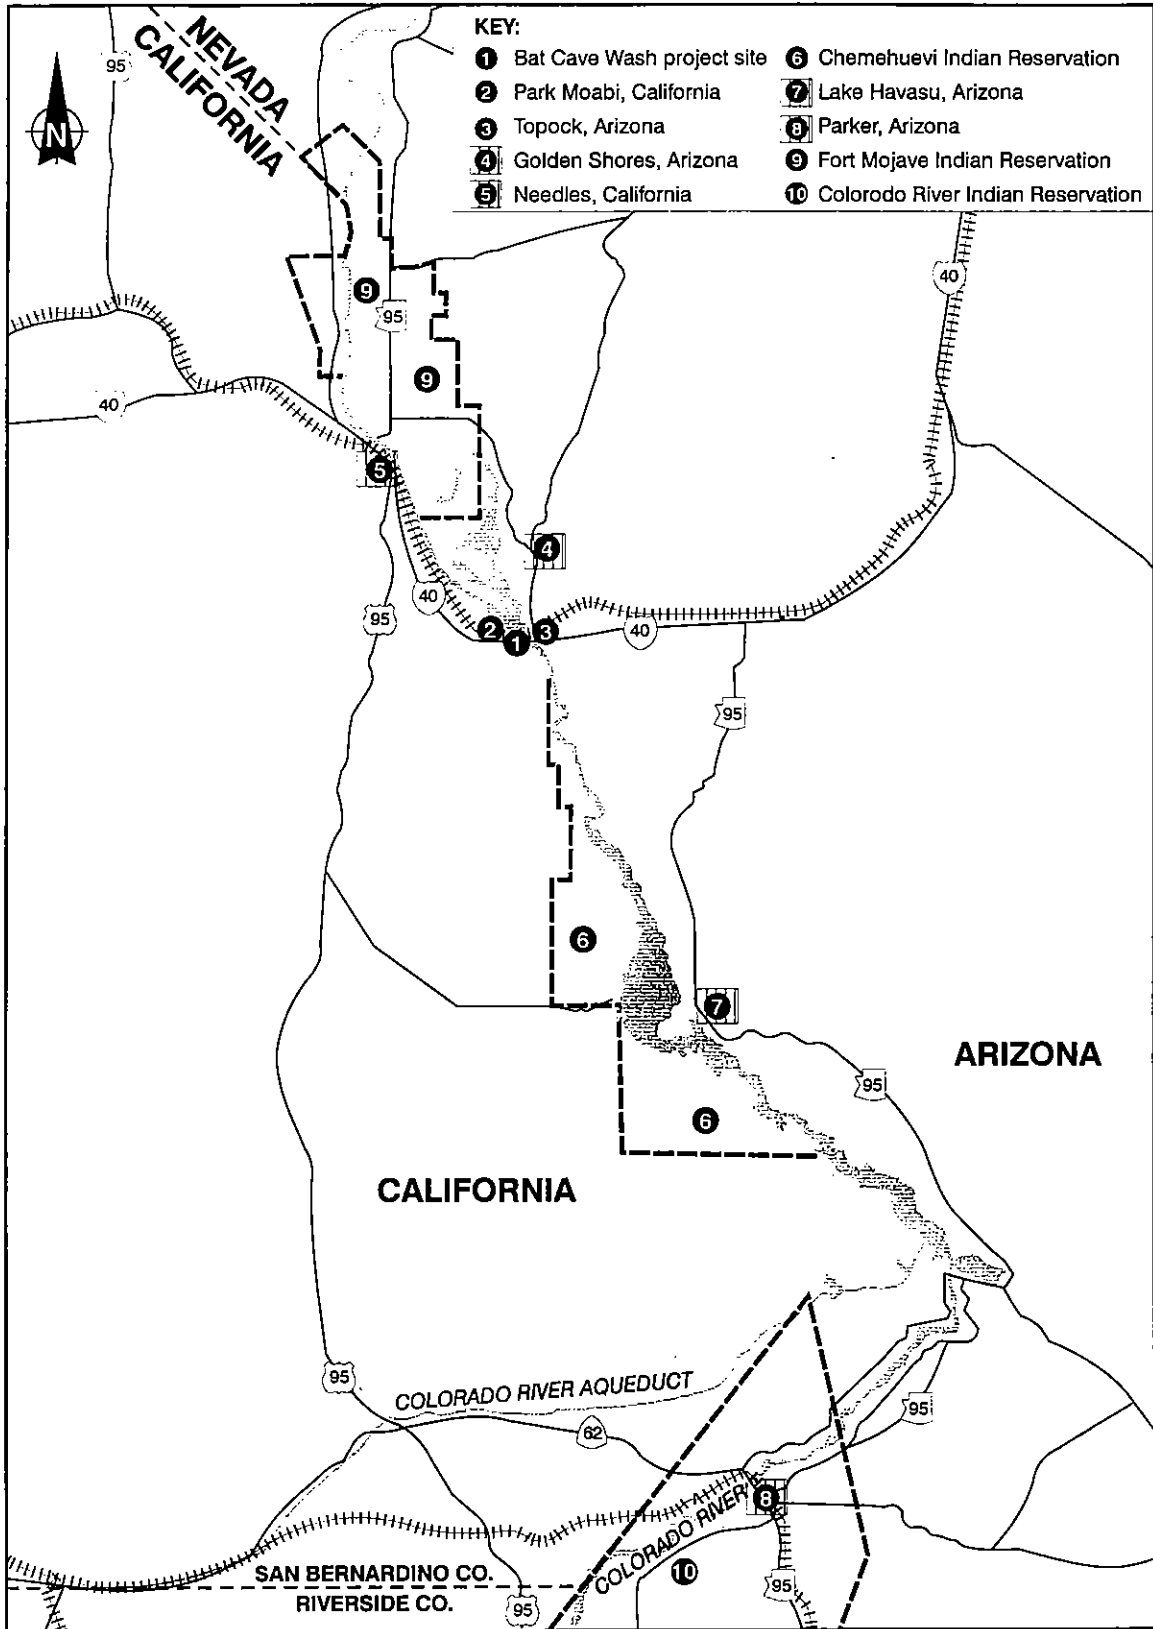 KEY:
1 Bat Cave Wash project site
2 Park Moabi, California
3 Topock, Arizona
4 Golden Shores, Arizona
5 Needles, California
6 Chemehuevi Indian Reservation
7 Lake Havasu, Arizona
8 Parker, Arizona
9 Fort Mojave Indian Reservation
10 Colorodo River Indian Reservation
NEVADA
CALIFORNIA
95
N
40
9
95
9
40
5
4
40
95
2
1
3
40
95
6
7
ARIZONA
95
6
CALIFORNIA
95
COLORADO RIVER AQUEDUCT
62
95
8
COLORADO RIVER
10
SAN BERNARDINO CO.
RIVERSIDE CO.
95
95